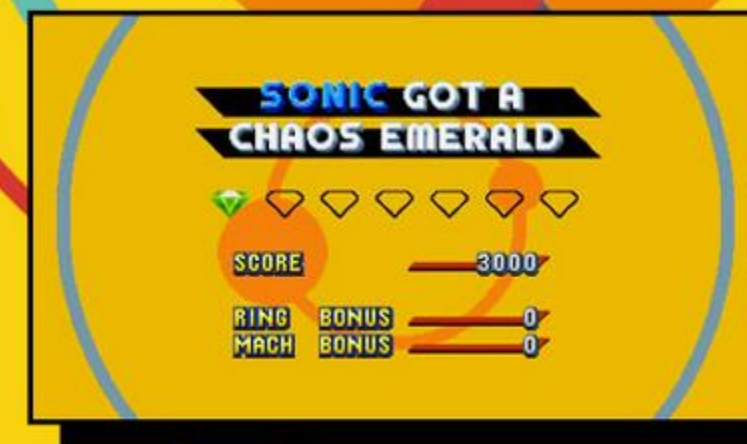 SONIC GOT A
CHAOS EMERALD
SCORE 3000
RING BONUS 0
MACH BONUS 0